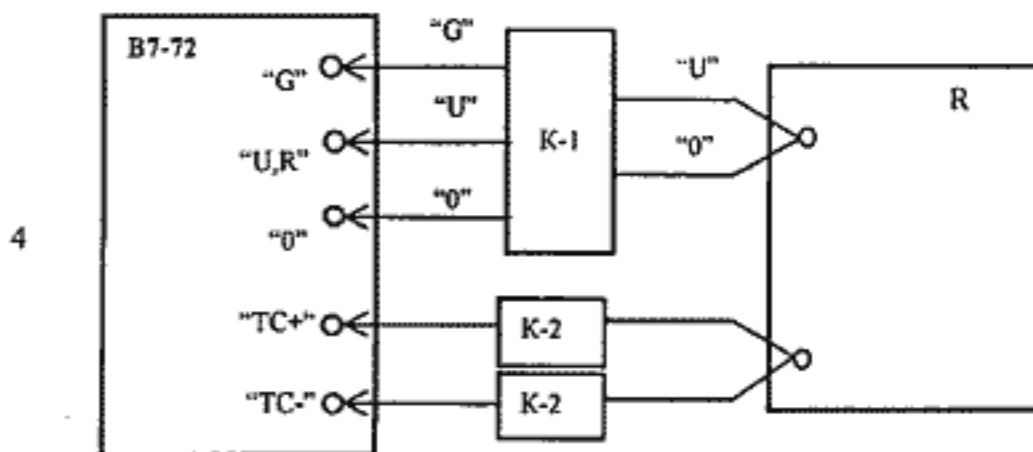 B7-72
"G"
"G"
"U"
R
"U"
K-1
"U,R"
"0"
"0"
4
"0"
"TC+"
K-2
"TC-"
K-2